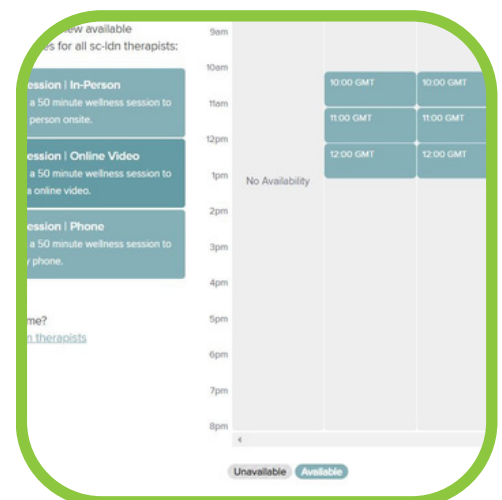 view available
es for all sc-ldn therapists:
ession | In-Person
a 50 minute wellness session to
person onsite.
ession | Online Video
a 50 minute wellness session to
a online video.
ession | Phone
a 50 minute wellness session to
phone.
me?
therapists
9am
10am
11am
12pm
1pm
2pm
3pm
4pm
5pm
6pm
7pm
8pm
No Availability
10:00 GMT
11:00 GMT
12:00 GMT
10:00 GMT
11:00 GMT
12:00 GMT
Unavailable Available